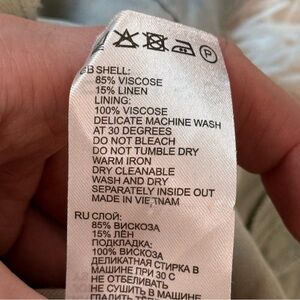 GB SHELL:
85% VISCOSE
15% LINEN
LINING:
100% VISCOSE
DELICATE MACHINE WASH
AT 30 DEGREES
DO NOT BLEACH
DO NOT TUMBLE DRY
WARM IRON
DRY CLEANABLE
WASH AND DRY
SEPARATELY INSIDE OUT
MADE IN VIETNAM
RU СЛОЙ:
85% ВИСКОЗА
15% ЛЁН
ПОДКЛАДКА:
100% ВИСКОЗА
ДЕЛИКАТНАЯ СТИРКА В
МАШИНЕ ПРИ 30 С
НЕ ОТБЕЛИВАТЬ
НЕ СУШИТЬ В МАШИНЕ